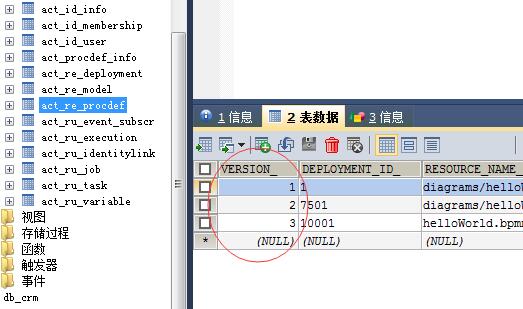 act_id_info
act_id_membership
act_id_user
act_procdef_info
act_re_deployment
act_re_model
act_re_procdef
act_ru_event_subscr
act_ru_execution
act_ru_identitylink
act_ru_job
act_ru_task
act_ru_variable
视图
存储过程
函数
触发器
事件
db_crm
1 信息 2 表数据 3 信息
VERSION_ DEPLOYMENT_ID_ RESOURCE_NAME_
1 1 diagrams/hello
2 7501 diagrams/hello
3 10001 helloWorld.bpm
* (NULL) (NULL) (NULL)